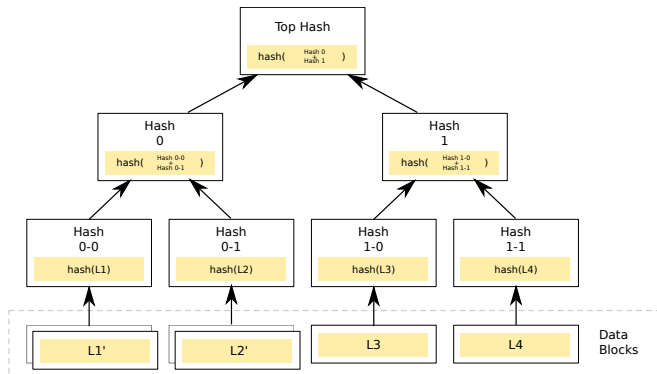 Top Hash
hash( Hash 0 + Hash 1 )
Hash
0
hash( Hash 0-0 + Hash 0-1 )
Hash
1
hash( Hash 1-0 + Hash 1-1 )
Hash
0-0
hash(L1)
Hash
0-1
hash(L2)
Hash
1-0
hash(L3)
Hash
1-1
hash(L4)
L1'
L2'
L3
L4
Data
Blocks